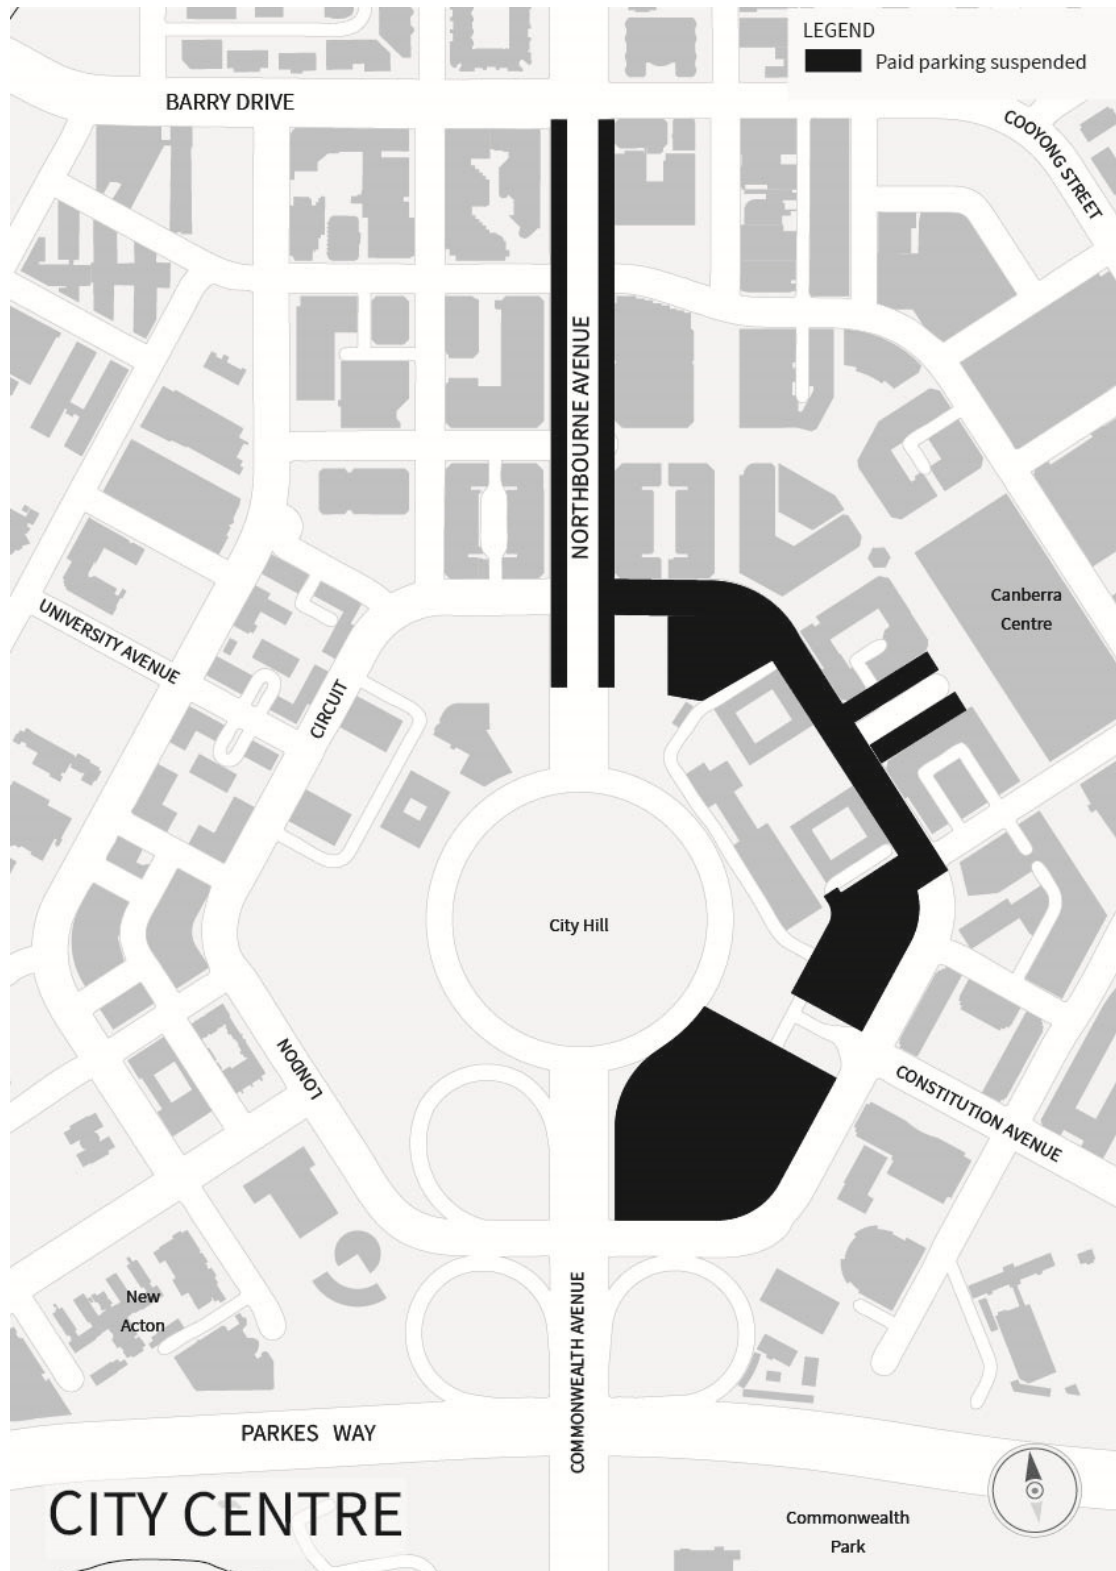 LEGEND
Paid parking suspended
BARRY DRIVE
COOYONG STREET
NORTHBOURNE AVENUE
Canberra
Centre
UNIVERSITY AVENUE
CIRCUIT
City Hill
LONDON
CONSTITUTION AVENUE
New
Acton
COMMONWEALTH AVENUE
PARKES WAY
CITY CENTRE
Commonwealth
Park